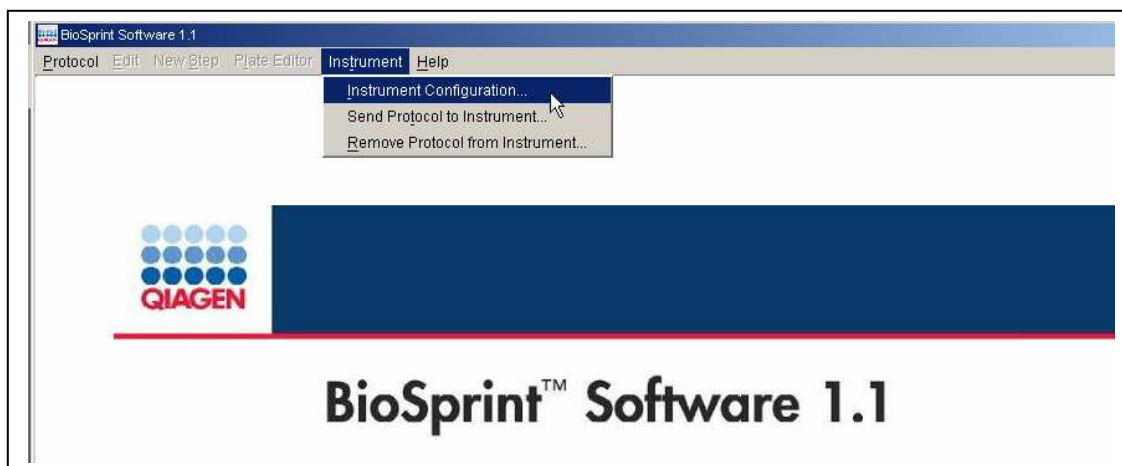 BioSprint Software 1.1
Protocol Edit New Step Plate Editor Instrument Help
Instrument Configuration...
Send Protocol to Instrument...
Remove Protocol from Instrument...
QIAGEN
BioSprint™ Software 1.1